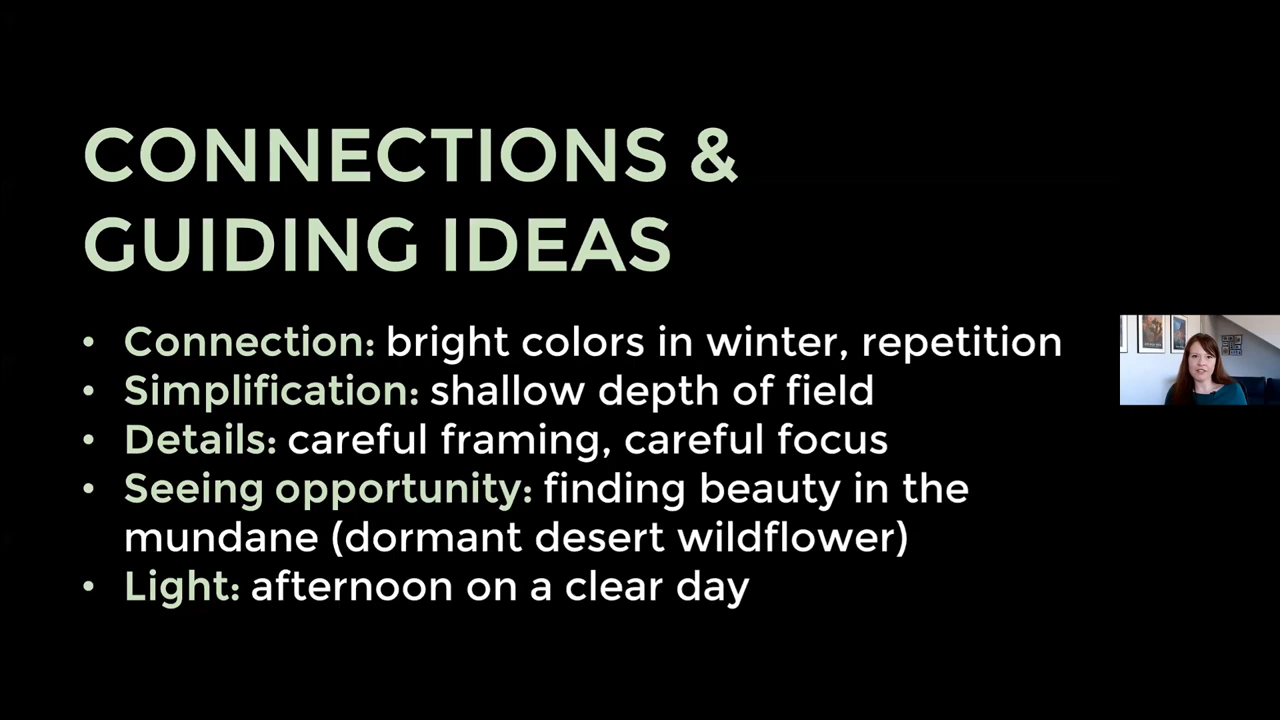 CONNECTIONS &
GUIDING IDEAS
• Connection: bright colors in winter, repetition
• Simplification: shallow depth of field
• Details: careful framing, careful focus
• Seeing opportunity: finding beauty in the
mundane (dormant desert wildflower)
• Light: afternoon on a clear day